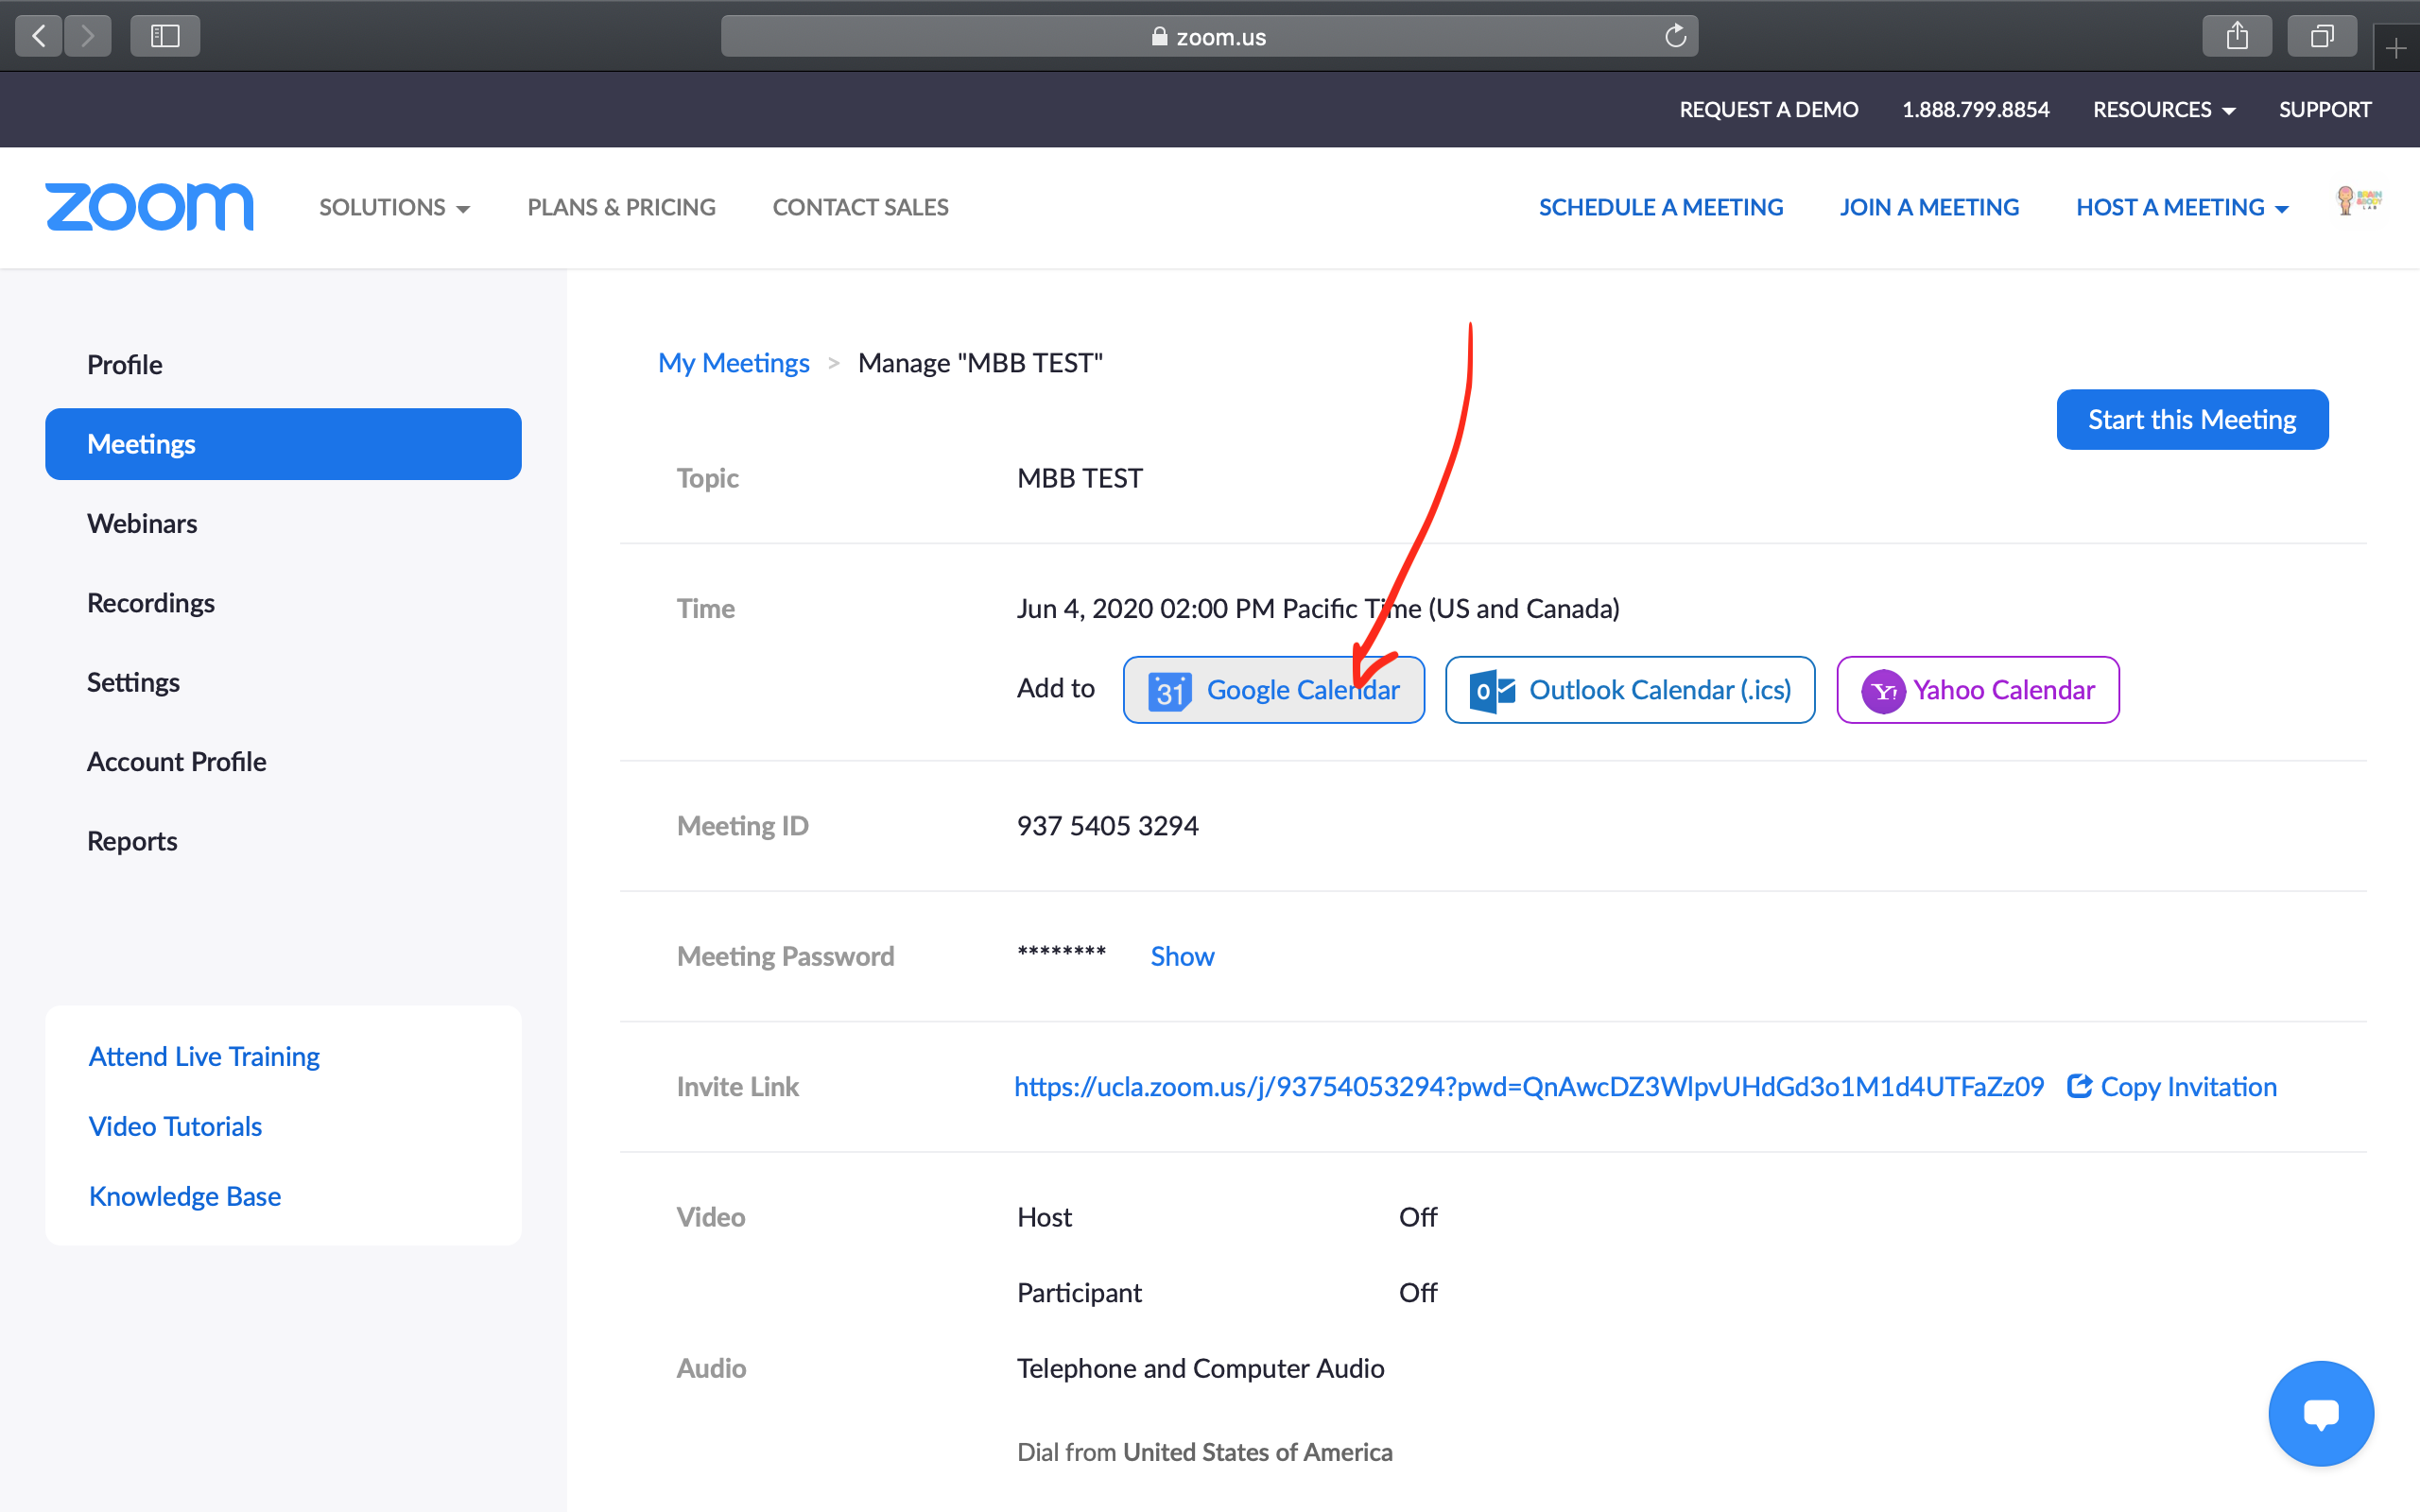 zoom.us
REQUEST A DEMO 1.888.799.8854 RESOURCES SUPPORT
zoom SOLUTIONS PLANS & PRICING CONTACT SALES SCHEDULE A MEETING JOIN A MEETING HOST A MEETING BRAIN &BODY LAB
Profile
Meetings
Webinars
Recordings
Settings
Account Profile
Reports
Attend Live Training
Video Tutorials
Knowledge Base
My Meetings > Manage "MBB TEST"
Start this Meeting
Topic MBB TEST
Time Jun 4, 2020 02:00 PM Pacific Time (US and Canada)
Add to 31 Google Calendar Outlook Calendar (.ics) Y! Yahoo Calendar
Meeting ID 937 5405 3294
Meeting Password ******** Show
Invite Link https://ucla.zoom.us/j/93754053294?pwd=QnAwcDZ3WlpvUHdGd3o1M1d4UTFaZz09 Copy Invitation
Video Host Off
Participant Off
Audio Telephone and Computer Audio
Dial from United States of America